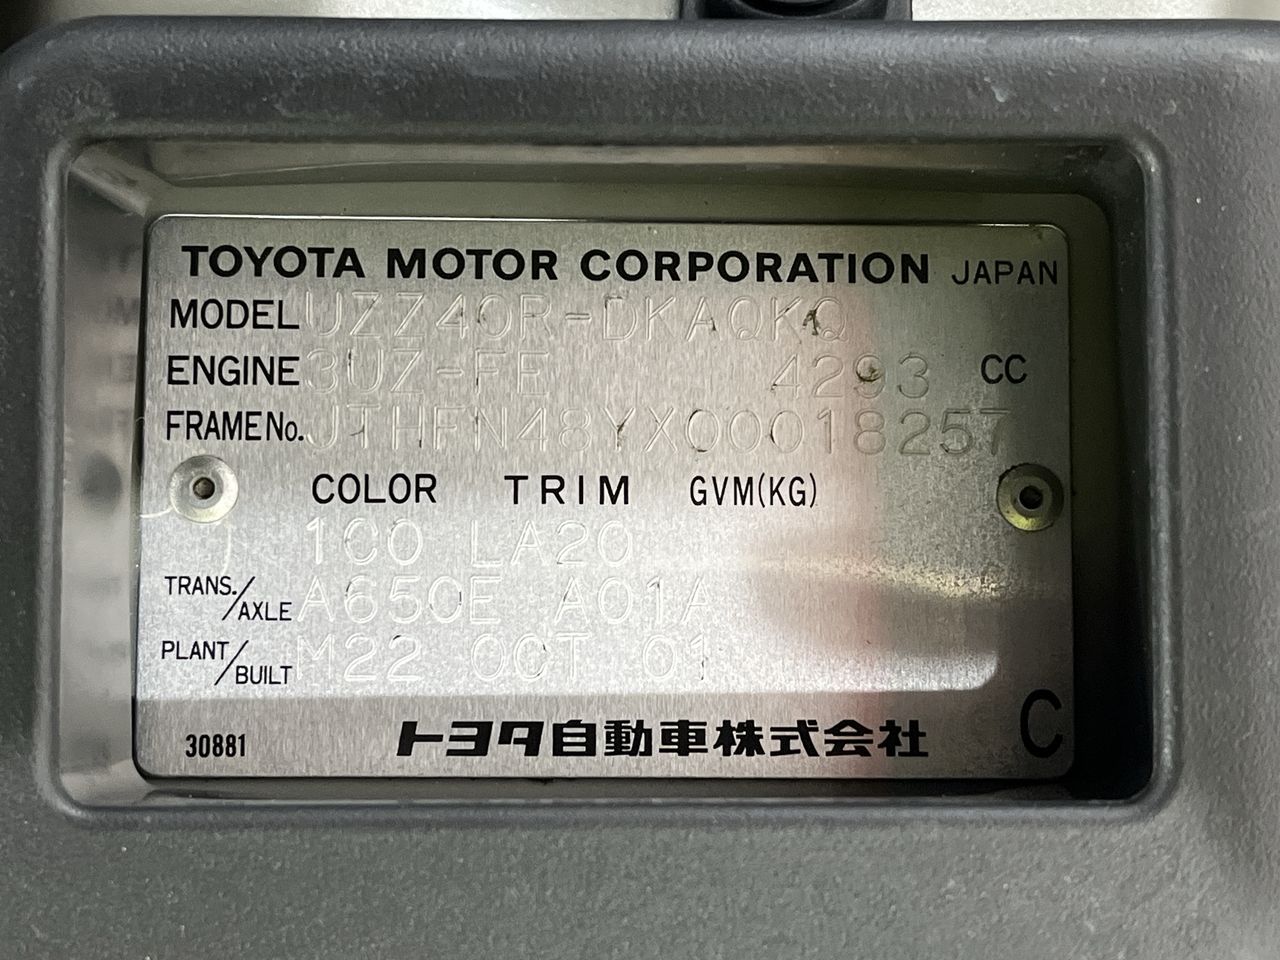 TOYOTA MOTOR CORPORATION JAPAN
MODEL UZZ40R-DKAQKQ
ENGINE 3UZ-FE 4293 CC
FRAME No. JTHFN48YX00018257
COLOR TRIM GVM(KG)
1C0 LA20
TRANS./AXLE A650E A01A
PLANT/BUILT M22 OCT 01
30881 トヨタ自動車株式会社 C